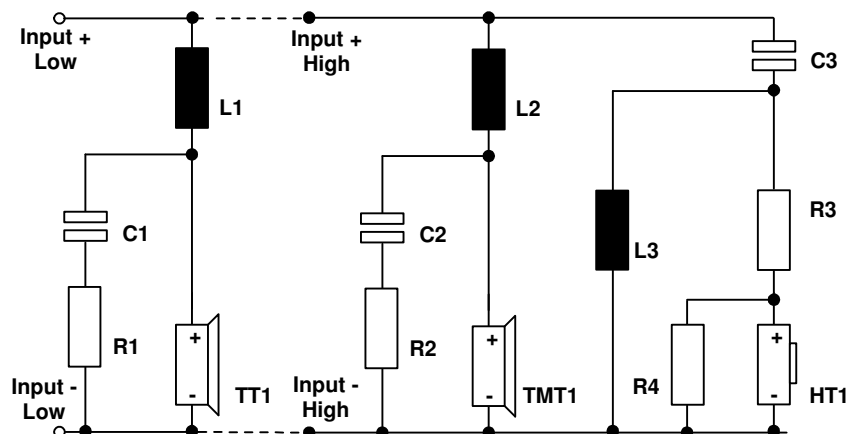 Input +
Low
Input +
High
C3
L1
L2
C1
C2
L3
R3
R1
+
-
TT1
R2
+
-
TMT1
R4
+
-
HT1
Input -
Low
Input -
High